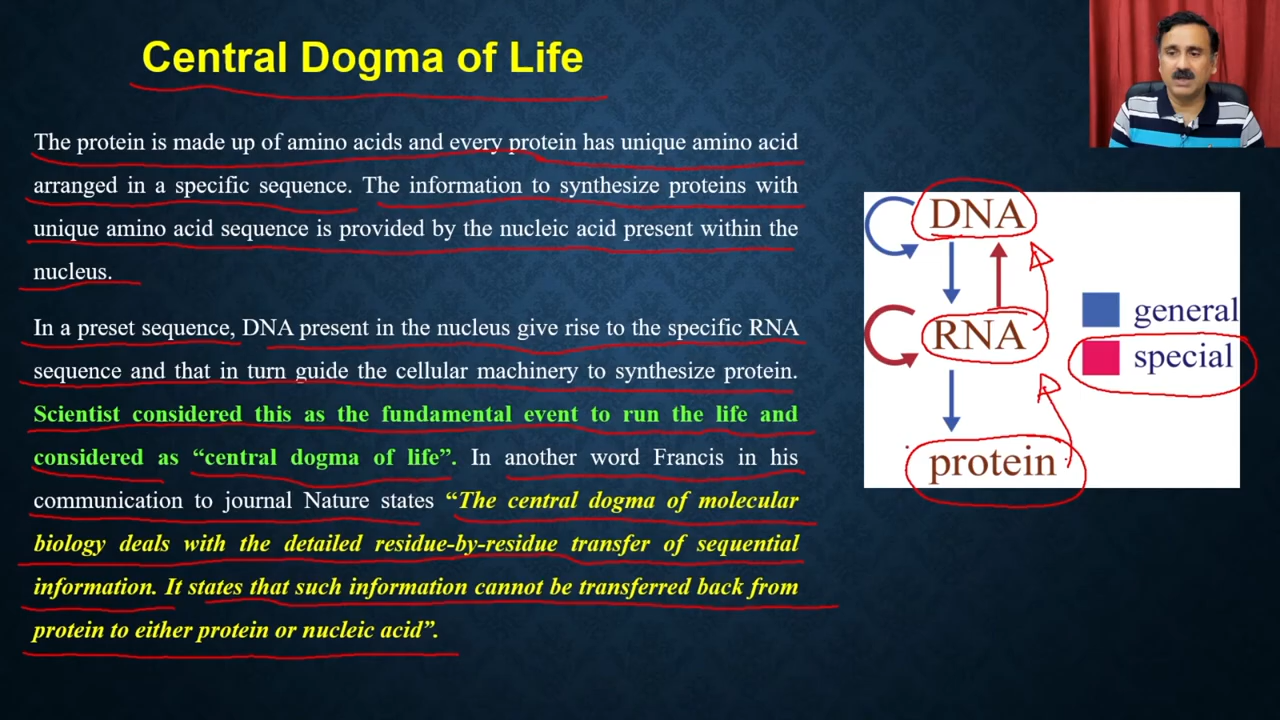 Central Dogma of Life
The protein is made up of amino acids and every protein has unique amino acid
arranged in a specific sequence. The information to synthesize proteins with
unique amino acid sequence is provided by the nucleic acid present within the
nucleus.
In a preset sequence, DNA present in the nucleus give rise to the specific RNA
sequence and that in turn guide the cellular machinery to synthesize protein.
Scientist considered this as the fundamental event to run the life and
considered as “central dogma of life”. In another word Francis in his
communication to journal Nature states “The central dogma of molecular
biology deals with the detailed residue-by-residue transfer of sequential
information. It states that such information cannot be transferred back from
protein to either protein or nucleic acid”.
DNA
RNA
protein
general
special